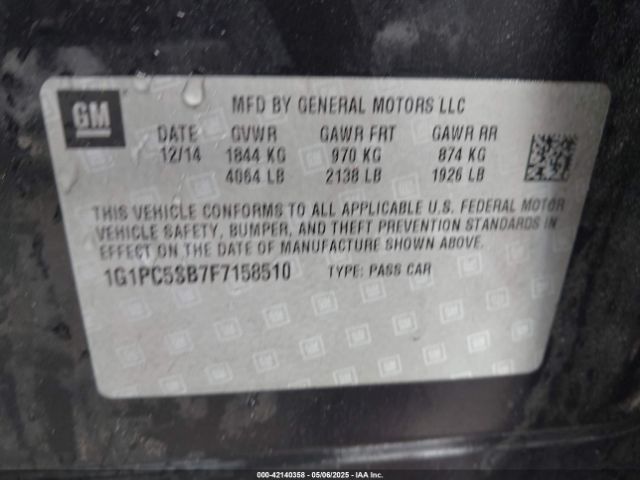 GM
MFD BY GENERAL MOTORS LLC
DATE GVWR GAWR FRT GAWR RR
12/14 1844 KG 970 KG 874 KG
4064 LB 2138 LB 1926 LB
THIS VEHICLE CONFORMS TO ALL APPLICABLE U.S. FEDERAL MOTOR
VEHICLE SAFETY, BUMPER, AND THEFT PREVENTION STANDARDS IN
EFFECT ON THE DATE OF MANUFACTURE SHOWN ABOVE.
1G1PC5SB7F7158510 TYPE: PASS CAR
000-42140358 - 05/06/2025 - IAA Inc.